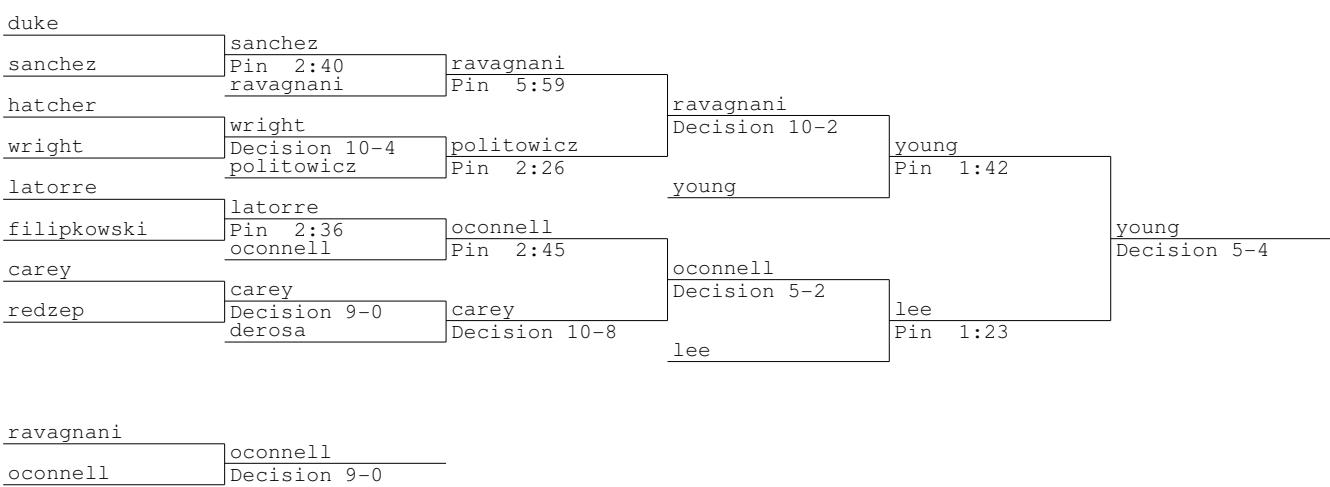 duke
sanchez
sanchez
Pin 2:40
ravagnani
ravagnani
Pin 5:59
hatcher
wright
wright
Decision 10-4
politowicz
politowicz
Pin 2:26
ravagnani
Decision 10-2
young
young
Pin 1:42
latorre
filipkowski
latorre
Pin 2:36
oconnell
oconnell
Pin 2:45
carey
redzep
carey
Decision 9-0
derosa
carey
Decision 10-8
oconnell
Decision 5-2
lee
lee
Pin 1:23
young
Decision 5-4
ravagnani
oconnell
oconnell
Decision 9-0